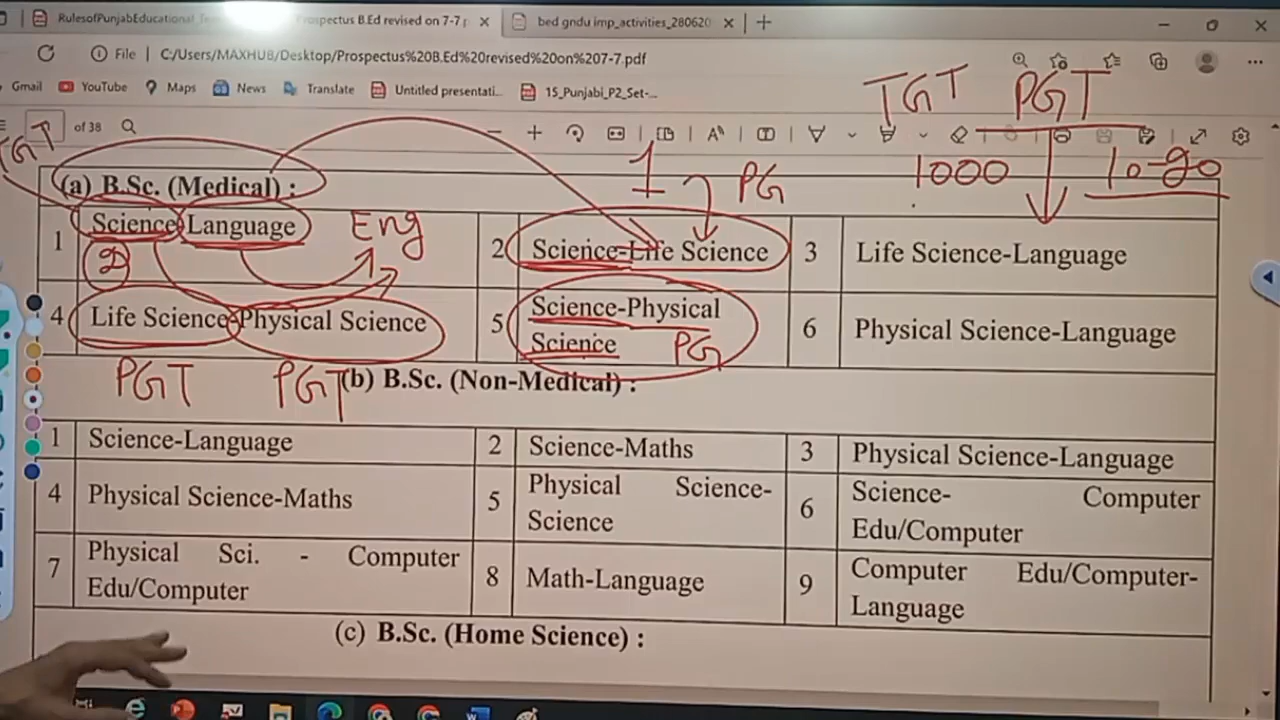 RulesofPunjabEducational_Te
Prospectus B.Ed revised on 7-7 p
bed gndu imp_activities_280620
File | C:/Users/MAXHUB/Desktop/Prospectus%20B.Ed%20revised%20on%207-7.pdf
Gmail YouTube Maps News Translate Untitled presentati... 15_Punjabi_P2_Set-...
TGT PGT
of 38
TGT
1000 10-90
(a) B.Sc. (Medical) :
1 PG
1 Science-Language Eng 2 Science-Life Science 3 Life Science-Language
4 Life Science-Physical Science 5 Science-Physical Science PG 6 Physical Science-Language
PGT PGT
(b) B.Sc. (Non-Medical) :
1 Science-Language 2 Science-Maths 3 Physical Science-Language
4 Physical Science-Maths 5 Physical Science-Science 6 Science- Computer Edu/Computer
7 Physical Sci. - Computer Edu/Computer 8 Math-Language 9 Computer Edu/Computer-Language
(c) B.Sc. (Home Science) :